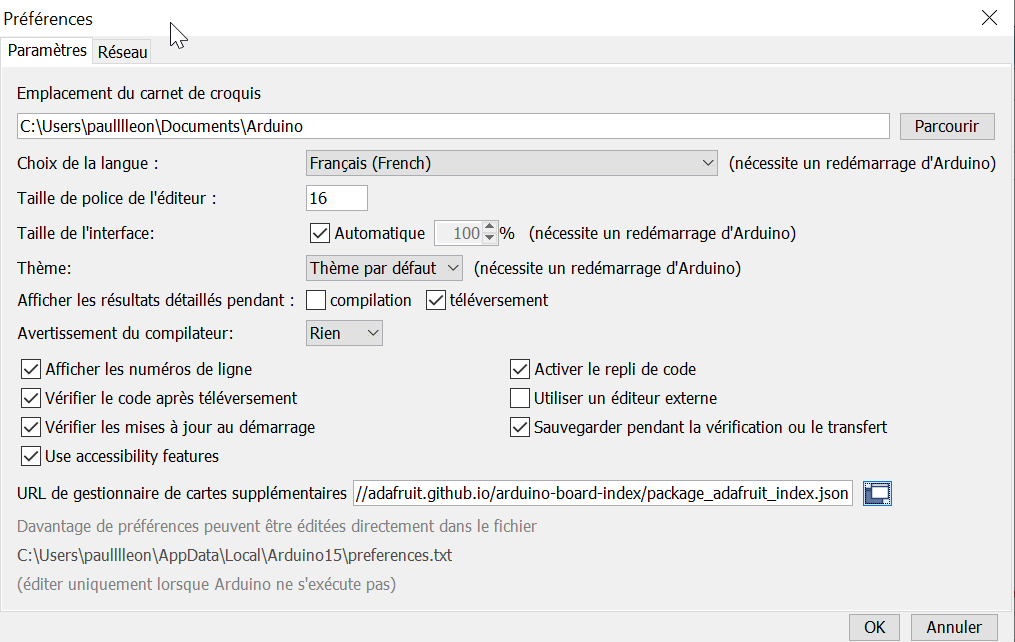 Préférences
Paramètres Réseau
Emplacement du carnet de croquis
C:\Users\paulllleon\Documents\Arduino Parcourir
Choix de la langue : Français (French) (nécessite un redémarrage d'Arduino)
Taille de police de l'éditeur : 16
Taille de l'interface: Automatique 100 % (nécessite un redémarrage d'Arduino)
Thème: Thème par défaut (nécessite un redémarrage d'Arduino)
Afficher les résultats détaillés pendant : compilation téléversement
Avertissement du compilateur: Rien
Afficher les numéros de ligne Activer le repli de code
Vérifier le code après téléversement Utiliser un éditeur externe
Vérifier les mises à jour au démarrage Sauvegarder pendant la vérification ou le transfert
Use accessibility features
URL de gestionnaire de cartes supplémentaires //adafruit.github.io/arduino-board-index/package_adafruit_index.json
Davantage de préférences peuvent être éditées directement dans le fichier
C:\Users\paulllleon\AppData\Local\Arduino15\preferences.txt
(éditer uniquement lorsque Arduino ne s'exécute pas)
OK Annuler